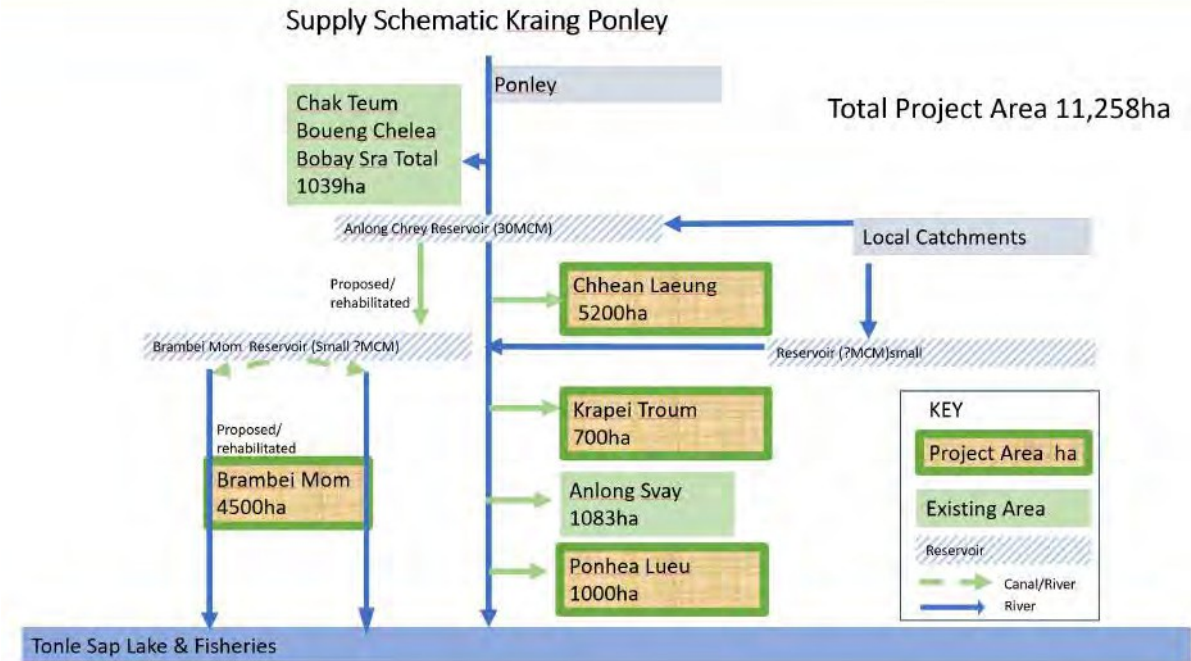 Supply Schematic Kraing Ponley
Ponley
Total Project Area 11,258ha
Chak Teum
Boueng Chelea
Bobay Sra Total
1039ha
Anlong Chrey Reservoir (30MCM)
Local Catchments
Proposed/
rehabilitated
Chhean Laeung
5200ha
Brambei Mom Reservoir (Small ?MCM)
Reservoir (?MCM)small
Krapei Troum
700ha
Proposed/
rehabilitated
Brambei Mom
4500ha
Anlong Svay
1083ha
Ponhea Lueu
1000ha
KEY
Project Area ha
Existing Area
Reservoir
Canal/River
River
Tonle Sap Lake & Fisheries